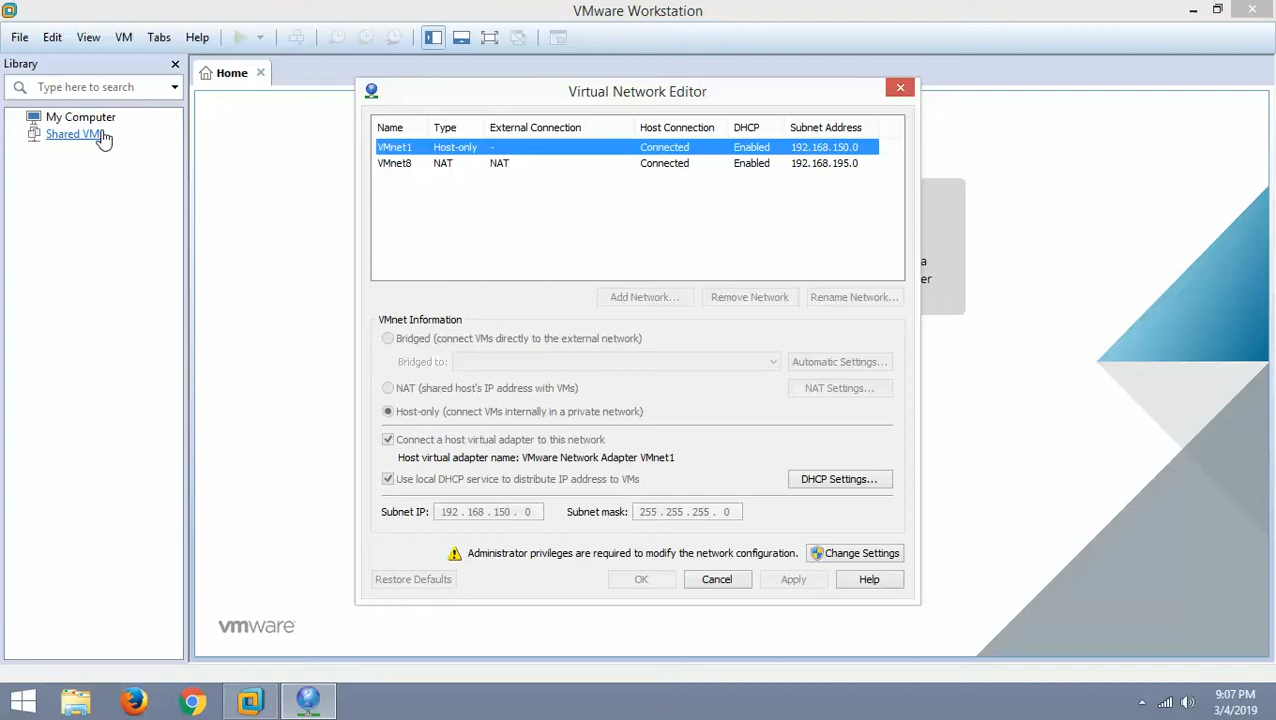 VMware Workstation
File Edit View VM Tabs Help
Library
Type here to search
My Computer
Shared VMs
Home
Virtual Network Editor
Name Type External Connection Host Connection DHCP Subnet Address
VMnet1 Host-only - Connected Enabled 192.168.150.0
VMnet8 NAT NAT Connected Enabled 192.168.195.0
a
er
Add Network... Remove Network Rename Network...
VMnet Information
Bridged (connect VMs directly to the external network)
Bridged to: Automatic Settings...
NAT (shared host's IP address with VMs) NAT Settings...
Host-only (connect VMs internally in a private network)
Connect a host virtual adapter to this network
Host virtual adapter name: VMware Network Adapter VMnet1
Use local DHCP service to distribute IP address to VMs DHCP Settings...
Subnet IP: 192 . 168 . 150 . 0 Subnet mask: 255 . 255 . 255 . 0
Administrator privileges are required to modify the network configuration. Change Settings
Restore Defaults OK Cancel Apply Help
vmware
9:07 PM
3/4/2019